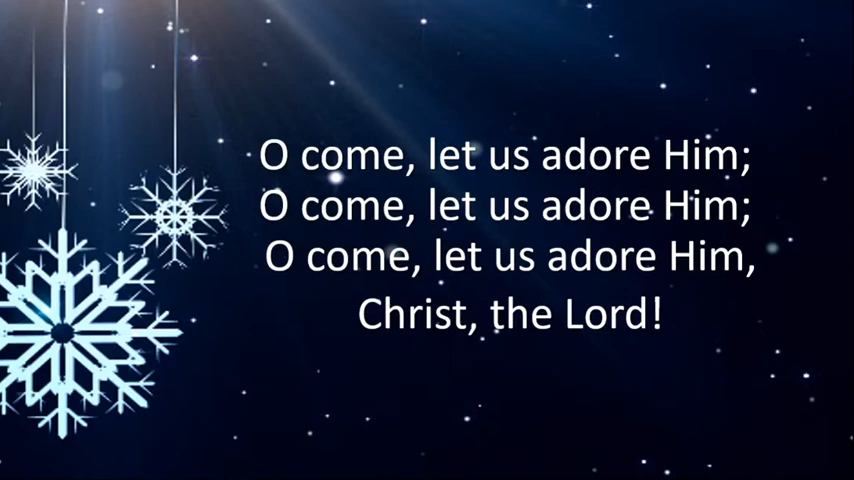 O come, let us adore Him;
O come, let us adore Him;
O come, let us adore Him,
Christ, the Lord!